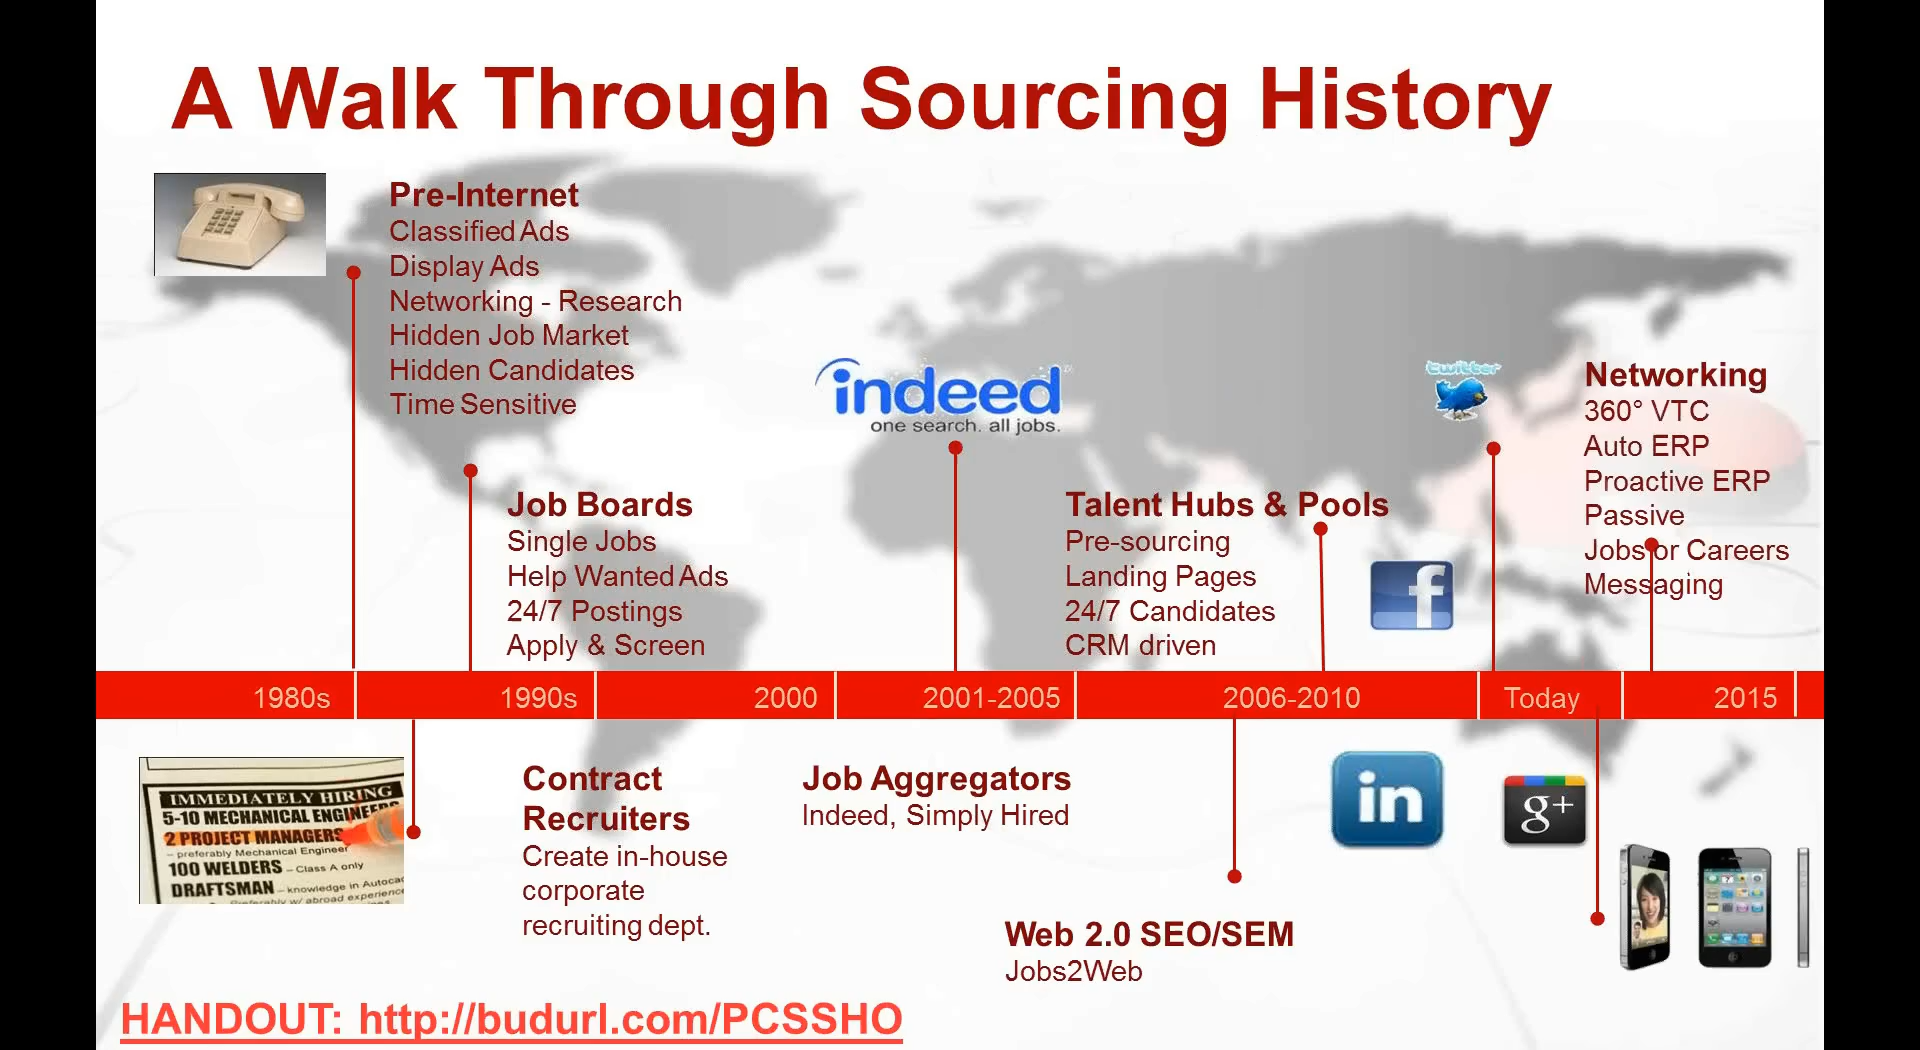 A Walk Through Sourcing History
Pre-Internet
Classified Ads
Display Ads
Networking - Research
Hidden Job Market
Hidden Candidates
Time Sensitive
indeed
one search. all jobs.
twitter
Networking
360° VTC
Auto ERP
Proactive ERP
Passive
Jobs or Careers
Messaging
Job Boards
Single Jobs
Help Wanted Ads
24/7 Postings
Apply & Screen
Talent Hubs & Pools
Pre-sourcing
Landing Pages
24/7 Candidates
CRM driven
f
1980s
1990s
2000
2001-2005
2006-2010
Today
2015
IMMEDIATELY HIRING
5-10 MECHANICAL ENGINEERS
2 PROJECT MANAGERS
– preferably Mechanical Engineer
100 WELDERS – Class A only
DRAFTSMAN – knowledge in Autocad
Preferably w/ abroad experience
Contract
Recruiters
Create in-house
corporate
recruiting dept.
Job Aggregators
Indeed, Simply Hired
in
g+
Web 2.0 SEO/SEM
Jobs2Web
HANDOUT: http://budurl.com/PCSSHO